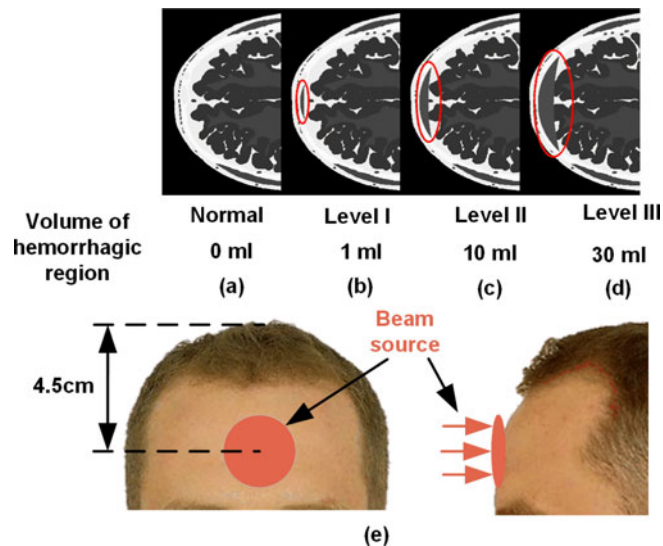 Volume of
hemorrhagic
region
Normal Level I Level II Level III
0 ml 1 ml 10 ml 30 ml
(a) (b) (c) (d)
Beam
source
4.5cm
(e)